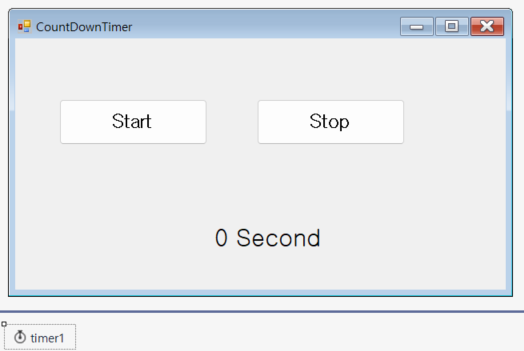 CountDownTimer
Start
Stop
0 Second
timer1